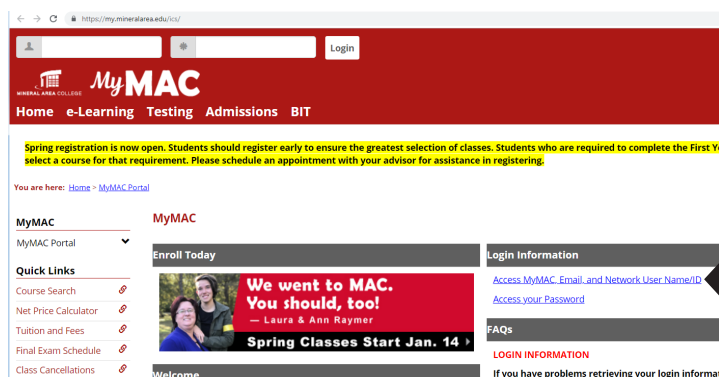 https://my.mineralarea.edu/ics/
Login
MINERAL AREA COLLEGE MyMAC
Home e-Learning Testing Admissions BIT
Spring registration is now open. Students should register early to ensure the greatest selection of classes. Students who are required to complete the First
select a course for that requirement. Please schedule an appointment with your advisor for assistance in registering.
You are here: Home > MyMAC Portal
MyMAC
MyMAC Portal
Quick Links
Course Search
Net Price Calculator
Tuition and Fees
Final Exam Schedule
Class Cancellations
MyMAC
Enroll Today
We went to MAC.
You should, too!
— Laura & Ann Raymer
Spring Classes Start Jan. 14
Welcome
Login Information
Access MyMAC, Email, and Network User Name/ID
Access your Password
FAQs
LOGIN INFORMATION
If you have problems retrieving your login